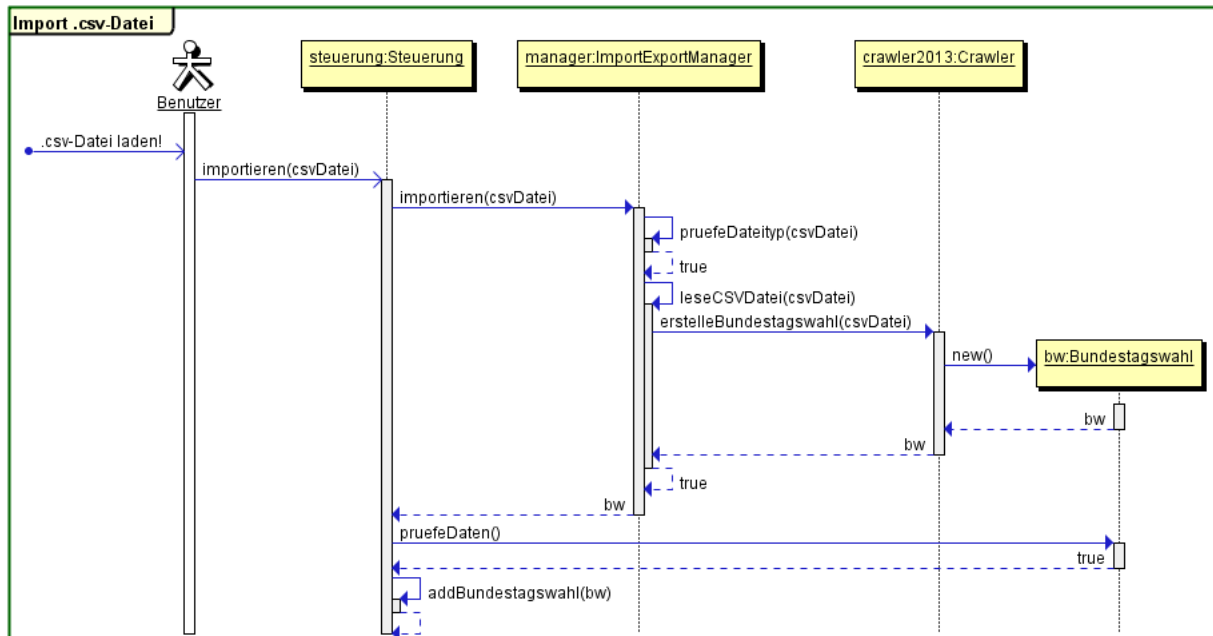 Import .csv-Datei
steuerung:Steuerung
manager:ImportExportManager
crawler2013:Crawler
Benutzer
.csv-Datei laden!
importieren(csvDatei)
importieren(csvDatei)
pruefeDateityp(csvDatei)
true
leseCSVDatei(csvDatei)
erstelleBundestagswahl(csvDatei)
new()
bw:Bundestagswahl
bw
bw
true
bw
pruefeDaten()
true
addBundestagswahl(bw)